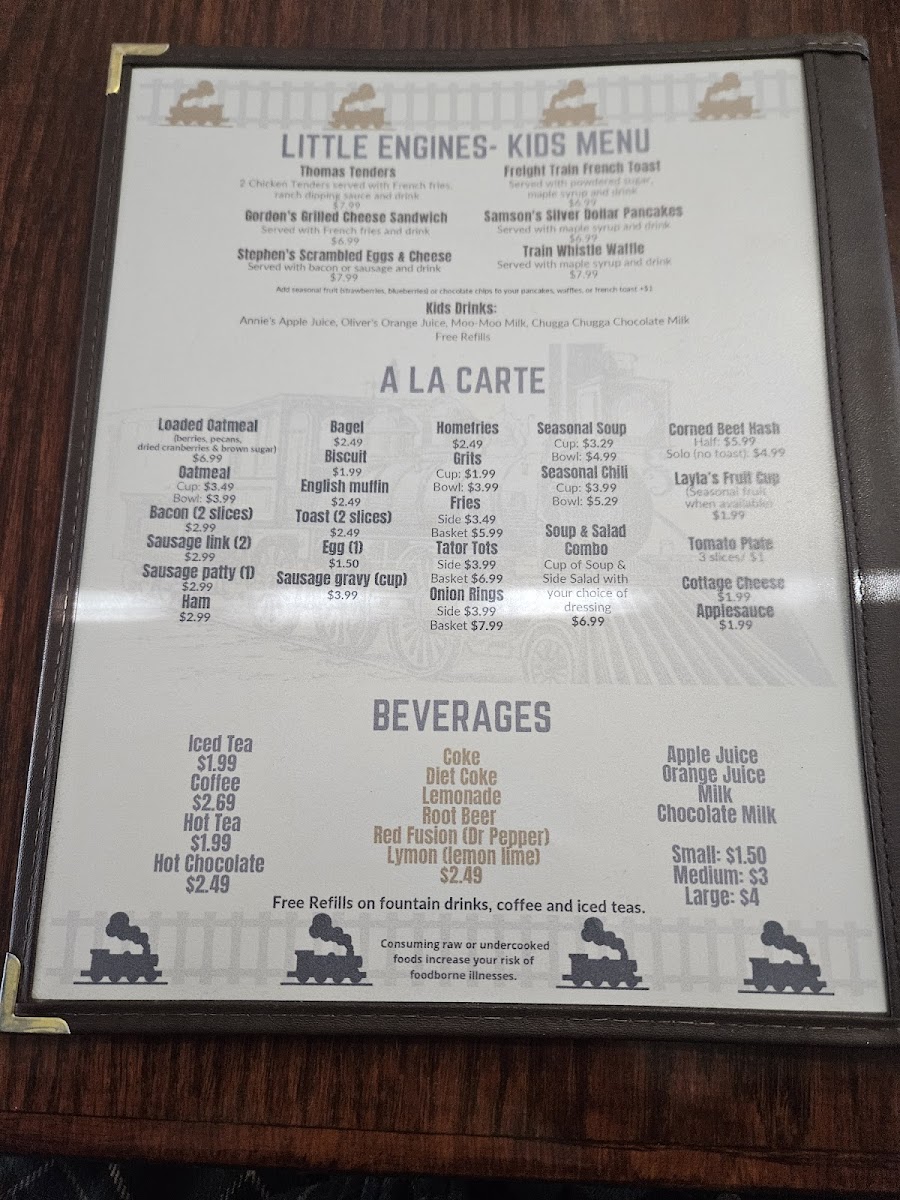 LITTLE ENGINES- KIDS MENU
Thomas Tenders
2 Chicken Tenders served with French fries,
ranch dipping sauce and drink
$7.99
Gordon's Grilled Cheese Sandwich
Served with French fries and drink
$6.99
Stephen's Scrambled Eggs & Cheese
Served with bacon or sausage and drink
$7.99
Freight Train French Toast
Served with powdered sugar,
maple syrup and drink
$6.99
Samson's Silver Dollar Pancakes
Served with maple syrup and drink
$6.99
Train Whistle Waffle
Served with maple syrup and drink
$7.99
Add seasonal fruit (strawberries, blueberries) or chocolate chips to your pancakes, waffles, or french toast +$1
Kids Drinks:
Annie's Apple Juice, Oliver's Orange Juice, Moo-Moo Milk, Chugga Chugga Chocolate Milk
Free Refills
A LA CARTE
Loaded Oatmeal
(berries, pecans,
dried cranberries & brown sugar)
$6.99
Oatmeal
Cup: $3.49
Bowl: $3.99
Bacon (2 slices)
$2.99
Sausage link (2)
$2.99
Sausage patty (1)
$2.99
Ham
$2.99
Bagel
$2.49
Biscuit
$1.99
English muffin
$2.49
Toast (2 slices)
$2.49
Egg (1)
$1.50
Sausage gravy (cup)
$3.99
Homefries
$2.49
Grits
Cup: $1.99
Bowl: $3.99
Fries
Side $3.49
Basket $5.99
Tator Tots
Side $3.99
Basket $6.99
Onion Rings
Side $3.99
Basket $7.99
Seasonal Soup
Cup: $3.29
Bowl: $4.99
Seasonal Chili
Cup: $3.99
Bowl: $5.29
Soup & Salad
Combo
Cup of Soup &
Side Salad with
your choice of
dressing
$6.99
Corned Beef Hash
Half: $5.99
Solo (no toast): $4.99
Layla's Fruit Cup
(Seasonal fruit
when available)
$1.99
Tomato Plate
3 slices/ $1
Cottage Cheese
$1.99
Applesauce
$1.99
BEVERAGES
Iced Tea
$1.99
Coffee
$2.69
Hot Tea
$1.99
Hot Chocolate
$2.49
Coke
Diet Coke
Lemonade
Root Beer
Red Fusion (Dr Pepper)
Lymon (lemon lime)
$2.49
Apple Juice
Orange Juice
Milk
Chocolate Milk
Small: $1.50
Medium: $3
Large: $4
Free Refills on fountain drinks, coffee and iced teas.
Consuming raw or undercooked
foods increase your risk of
foodborne illnesses.